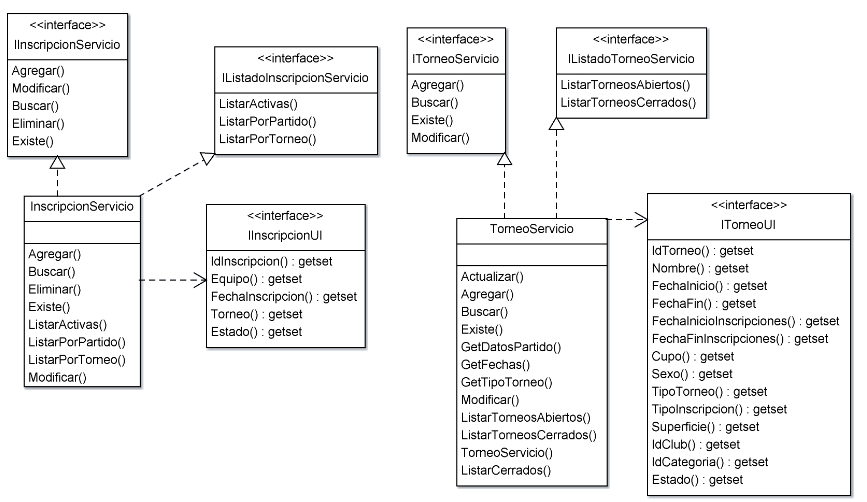 <<interface>>
IInscripcionServicio
Agregar()
Modificar()
Buscar()
Eliminar()
Existe()
<<interface>>
IListadoInscripcionServicio
ListarActivas()
ListarPorPartido()
ListarPorTorneo()
InscripcionServicio
Agregar()
Buscar()
Eliminar()
Existe()
ListarActivas()
ListarPorPartido()
ListarPorTorneo()
Modificar()
<<interface>>
IInscripcionUI
IdInscripcion() : getset
Equipo() : getset
FechaInscripcion() : getset
Torneo() : getset
Estado() : getset
<<interface>>
ITorneoServicio
Agregar()
Buscar()
Existe()
Modificar()
<<interface>>
IListadoTorneoServicio
ListarTorneosAbiertos()
ListarTorneosCerrados()
TorneoServicio
Actualizar()
Agregar()
Buscar()
Existe()
GetDatosPartido()
GetFechas()
GetTipoTorneo()
Modificar()
ListarTorneosAbiertos()
ListarTorneosCerrados()
TorneoServicio()
ListarCerrados()
<<interface>>
ITorneoUI
IdTorneo() : getset
Nombre() : getset
FechaInicio() : getset
FechaFin() : getset
FechaInicioInscripciones() : getset
FechaFinInscripciones() : getset
Cupo() : getset
Sexo() : getset
TipoTorneo() : getset
TipoInscripcion() : getset
Superficie() : getset
IdClub() : getset
IdCategoria() : getset
Estado() : getset